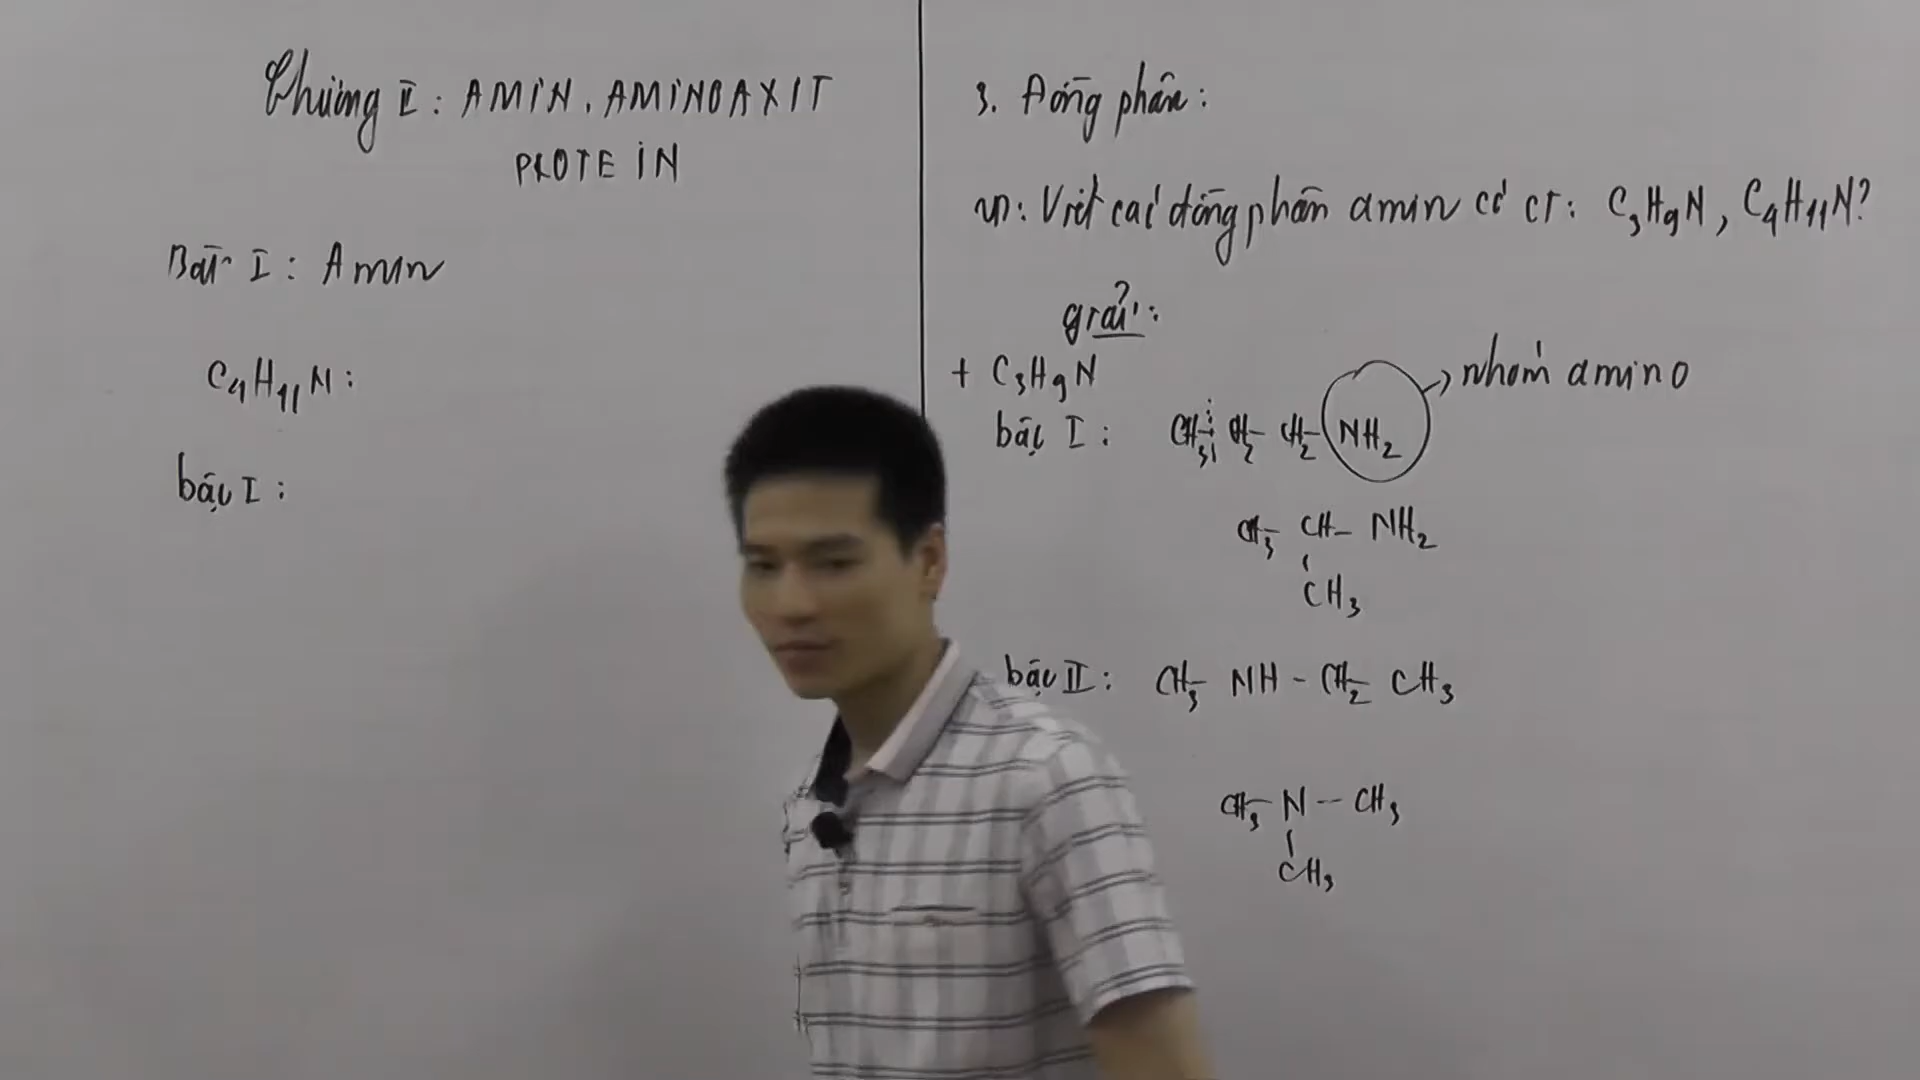 Chương II: AMIN, AMINOAXIT
PROTEIN
Bài I: Amin
C4H11N:
bậc I:
3. Đồng phân:
VD: Viết các đồng phân amin có CT: C3H9N, C4H11N?
giải:
+ C3H9N
nhóm amino
bậc I: CH3-CH2-CH2-NH2
CH3-CH-NH2
CH3
bậc II: CH3-NH-CH2-CH3
CH3-N-CH3
CH3